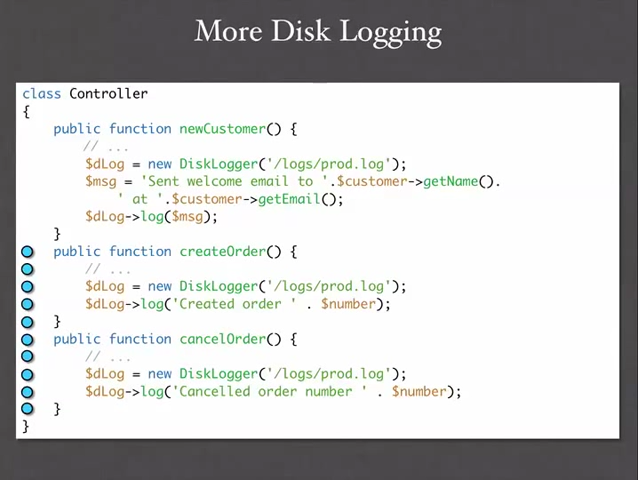 More Disk Logging
class Controller
{
    public function newCustomer() {
        // ...
        $dLog = new DiskLogger('/logs/prod.log');
        $msg = 'Sent welcome email to '.$customer->getName().
            ' at '.$customer->getEmail();
        $dLog->log($msg);
    }
    public function createOrder() {
        // ...
        $dLog = new DiskLogger('/logs/prod.log');
        $dLog->log('Created order ' . $number);
    }
    public function cancelOrder() {
        // ...
        $dLog = new DiskLogger('/logs/prod.log');
        $dLog->log('Cancelled order number ' . $number);
    }
}